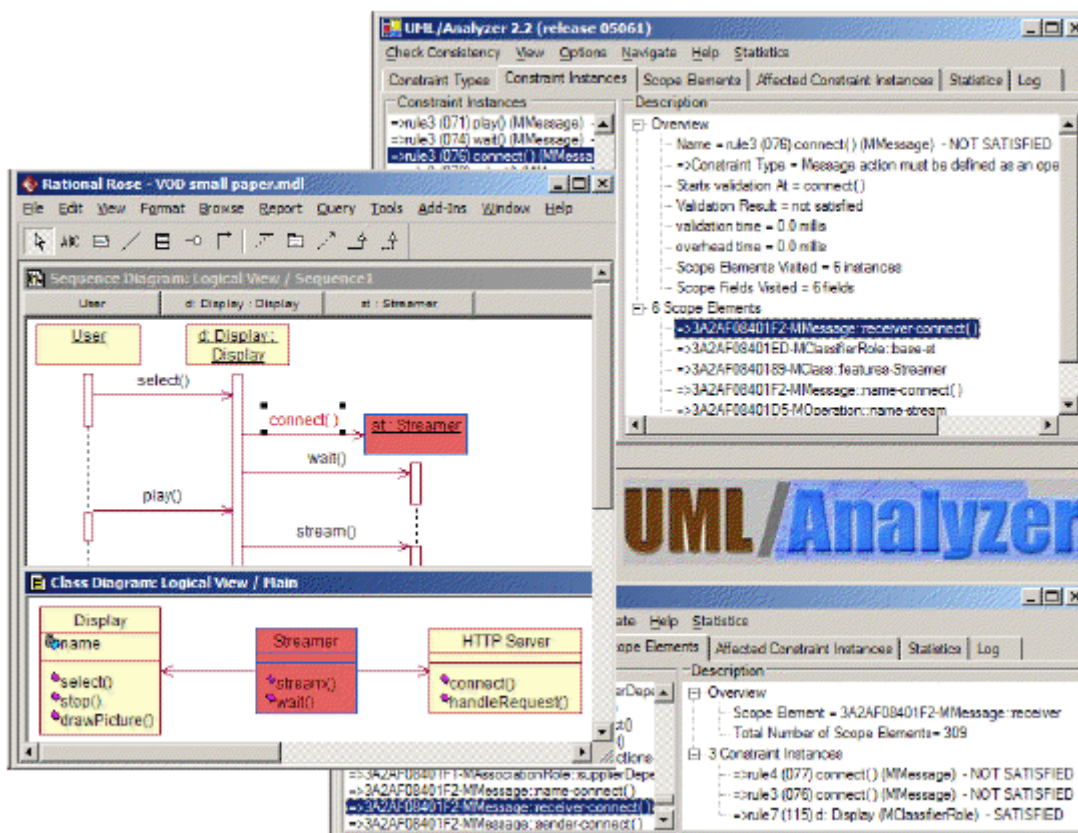 UML/Analyzer 2.2 (release 05061)
Check Consistency View Options Navigate Help Statistics
Constraint Types Constraint Instances Scope Elements Affected Constraint Instances Statistics Log
Constraint Instances
=>rule3 (071) play() (MMessage) -
=>rule3 (074) wait() (MMessage) -
=>rule3 (076) connect() (MMessa
Description
Overview
Name = rule3 (076) connect() (MMessage) - NOT SATISFIED
=>Constraint Type = Message action must be defined as an ope
Starts validation At = connect()
Validation Result = not satisfied
validation time = 0.0 millis
overhead time = 0.0 millis
Scope Elements Visited = 6 instances
Scope Fields Visited = 6 fields
6 Scope Elements
=>3A2AF08401F2-MMessage::receiver-connect()
=>3A2AF08401ED-MClassifierRole::base-st
=>3A2AF0840189-MClass::features-Streamer
=>3A2AF08401F2-MMessage::name-connect()
=>3A2AF08401D5-MOperation::name-stream
Rational Rose - VOD small paper.mdl
File Edit View Format Browse Report Query Tools Add-Ins Window Help
ABC
Sequence Diagram: Logical View / Sequence1
User d: Display : Display st : Streamer
User
d: Display :
Display
select()
connect( )
st : Streamer
wait()
play()
stream()
UML/Analyzer
Class Diagram: Logical View / Main
Display
name
select()
stop()
drawPicture()
Streamer
stream()
wait()
HTTP Server
connect()
handleRequest()
ate Help Statistics
ope Elements Affected Constraint Instances Statistics Log
Description
Overview
Scope Element = 3A2AF08401F2-MMessage::receiver
Total Number of Scope Elements= 309
3 Constraint Instances
=>rule4 (077) connect() (MMessage) - NOT SATISFIED
=>rule3 (076) connect() (MMessage) - NOT SATISFIED
=>rule7 (115) d: Display (MClassifierRole) - SATISFIED
=>3A2AF08401F1-MAssociationRole::supplierDepe
=>3A2AF08401F2-MMessage::name-connect()
=>3A2AF08401F2-MMessage::receiver-connect()
=>3A2AF08401F2-MMessage::sender-connect()